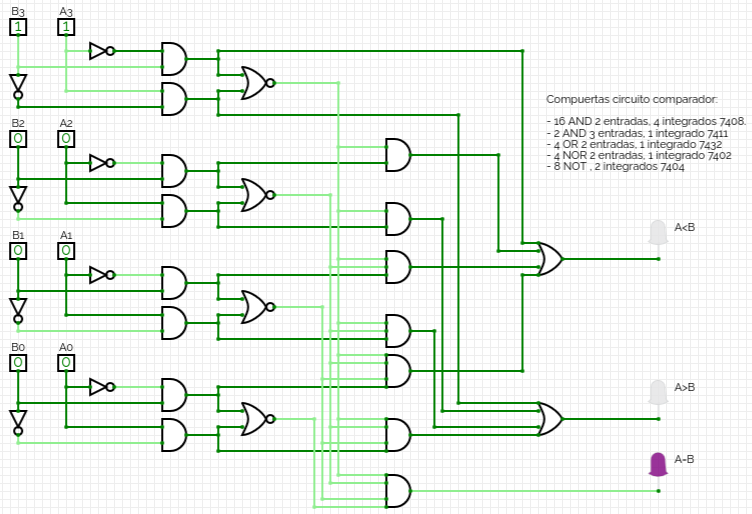 B3 A3
1 1
Compuertas circuito comparador:
- 16 AND 2 entradas, 4 integrados 7408.
- 2 AND 3 entradas, 1 integrado 7411
- 4 OR 2 entradas, 1 integrado 7432
- 4 NOR 2 entradas, 1 integrado 7402
- 8 NOT , 2 integrados 7404
B2 A2
0 0
A<B
B1 A1
0 0
B0 A0
0 0
A>B
A=B